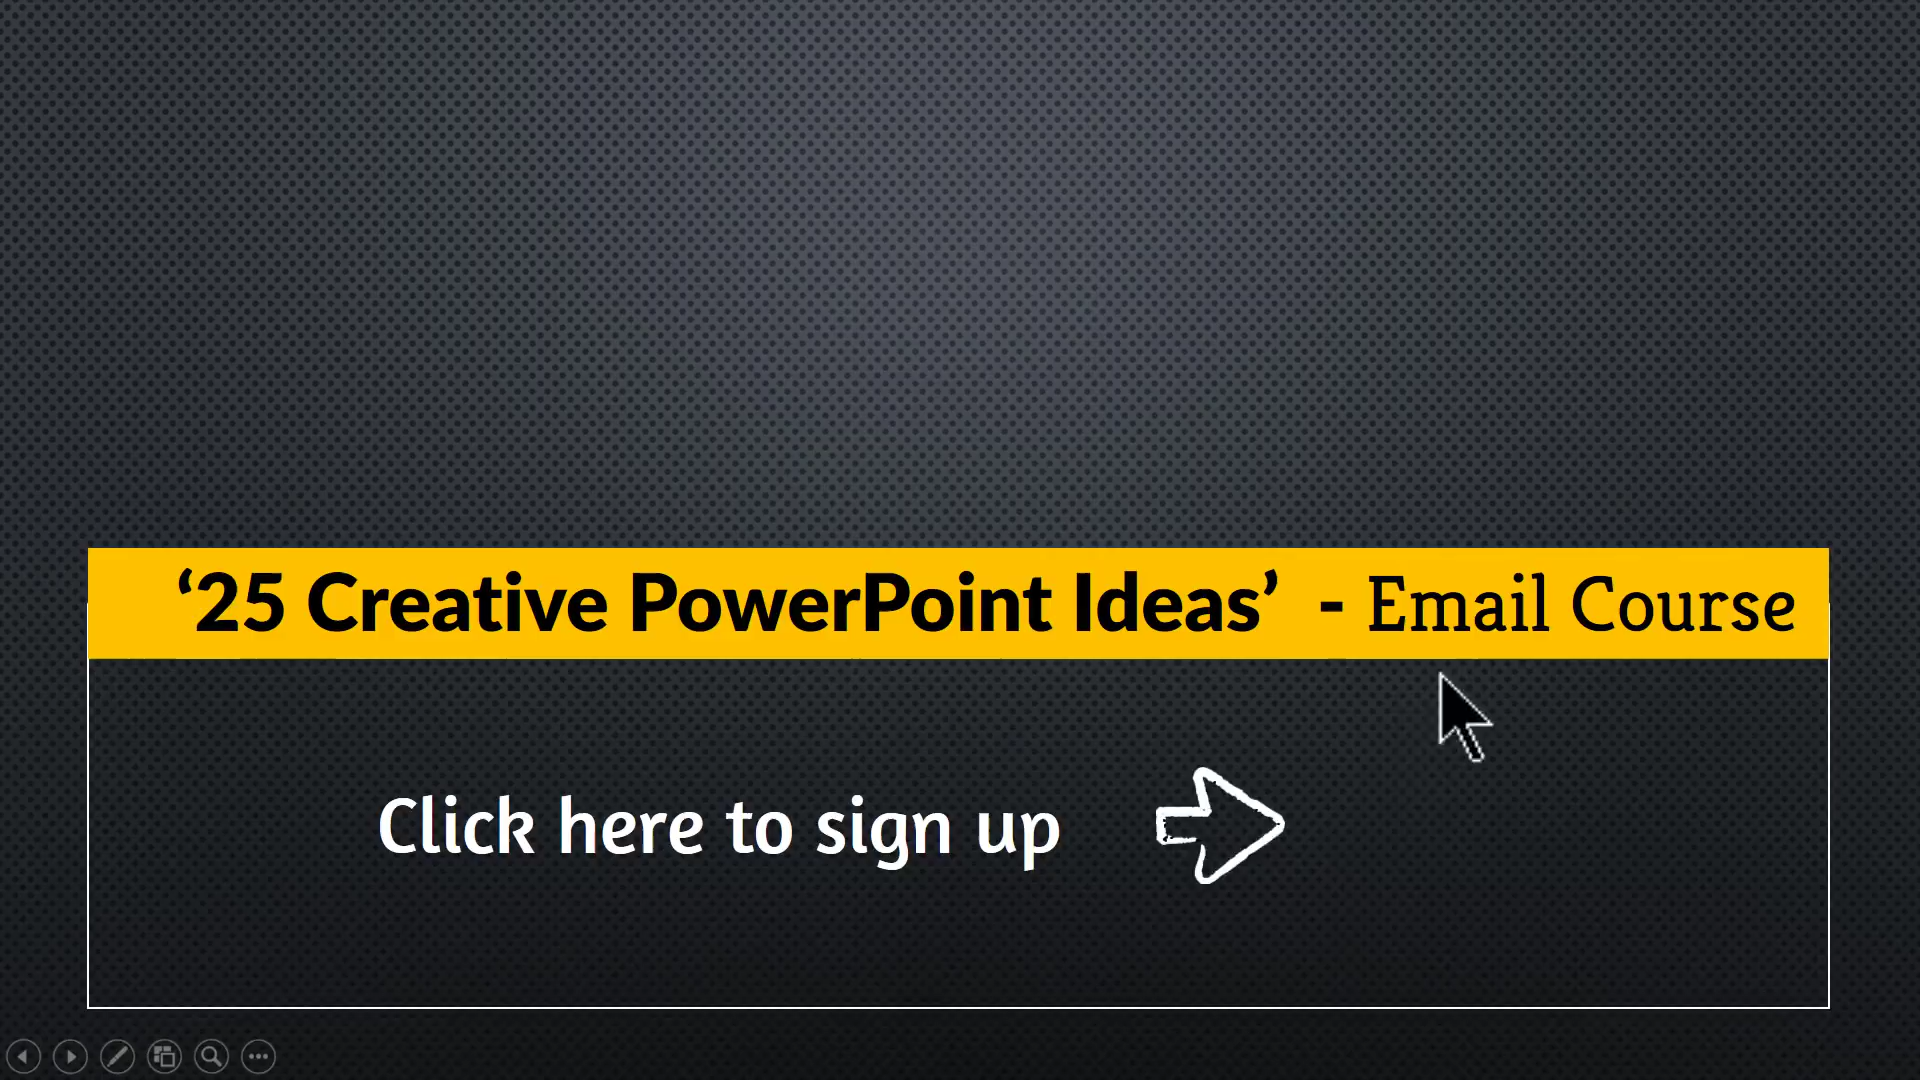 ‘25 Creative PowerPoint Ideas’ - Email Course
Click here to sign up